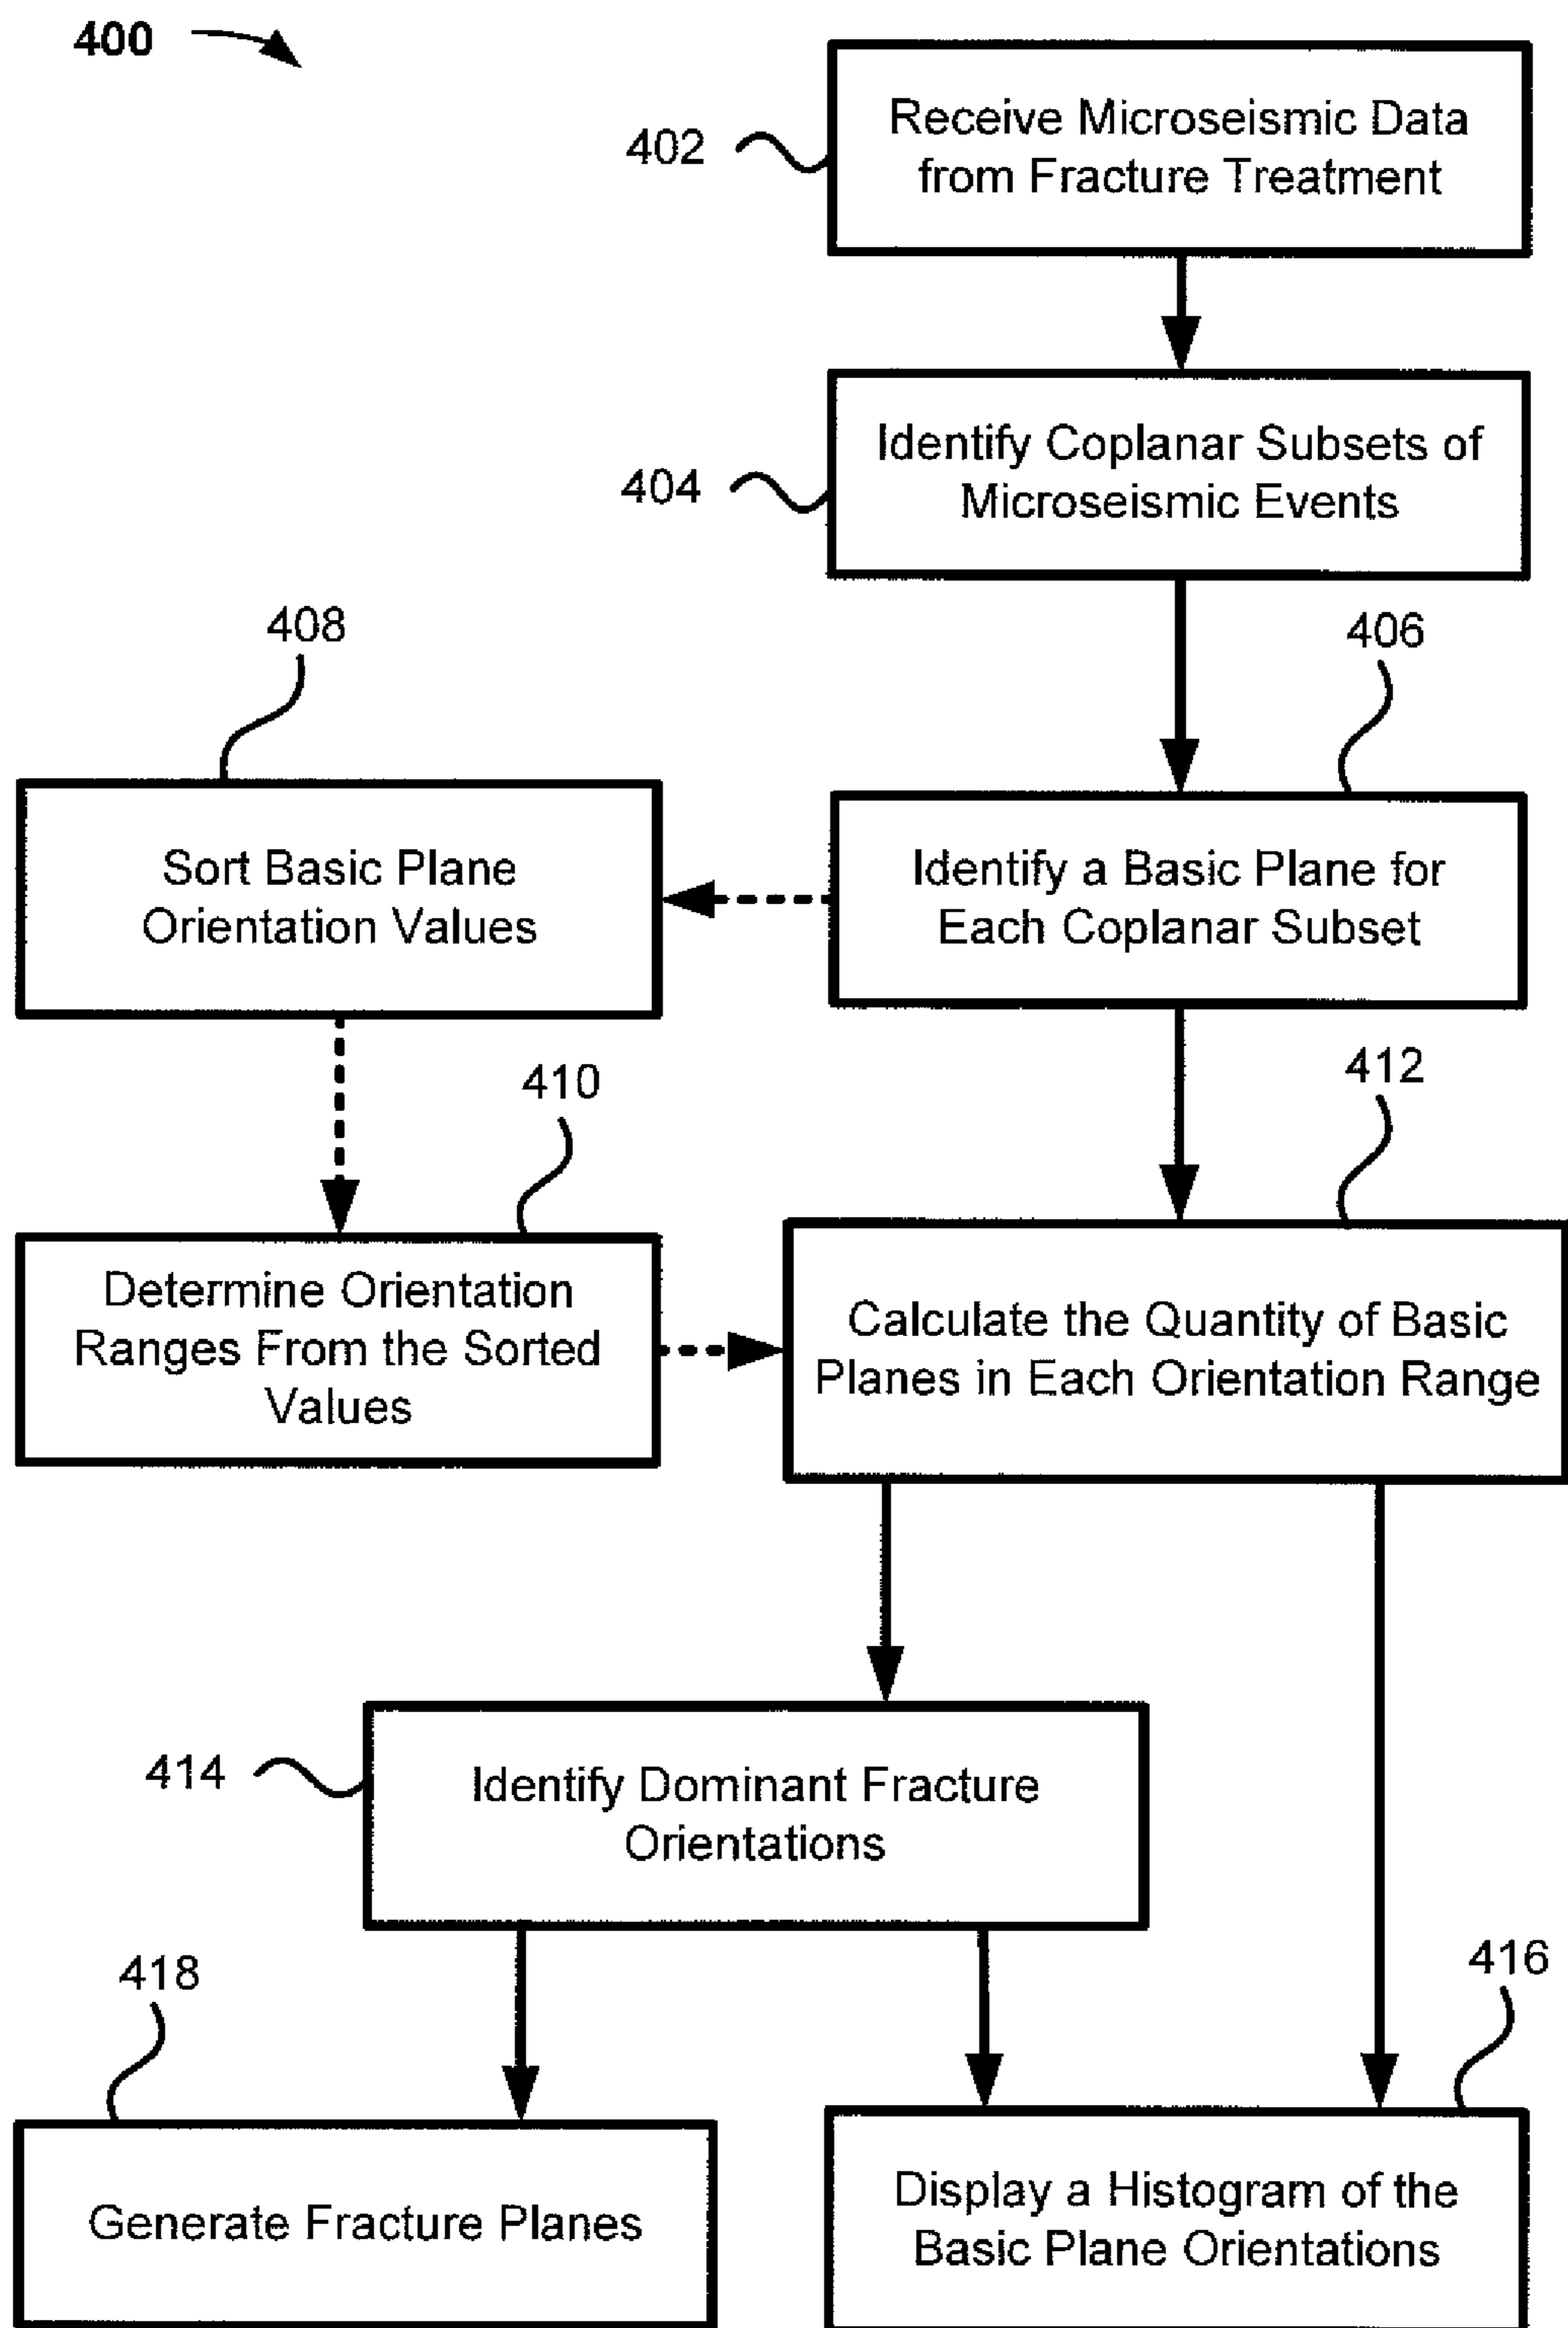 400
402
Receive Microseismic Data
from Fracture Treatment
404
Identify Coplanar Subsets of
Microseismic Events
408
406
Sort Basic Plane
Orientation Values
Identify a Basic Plane for
Each Coplanar Subset
410
412
Determine Orientation
Ranges From the Sorted
Values
Calculate the Quantity of Basic
Planes in Each Orientation Range
414
Identify Dominant Fracture
Orientations
418
416
Generate Fracture Planes
Display a Histogram of the
Basic Plane Orientations